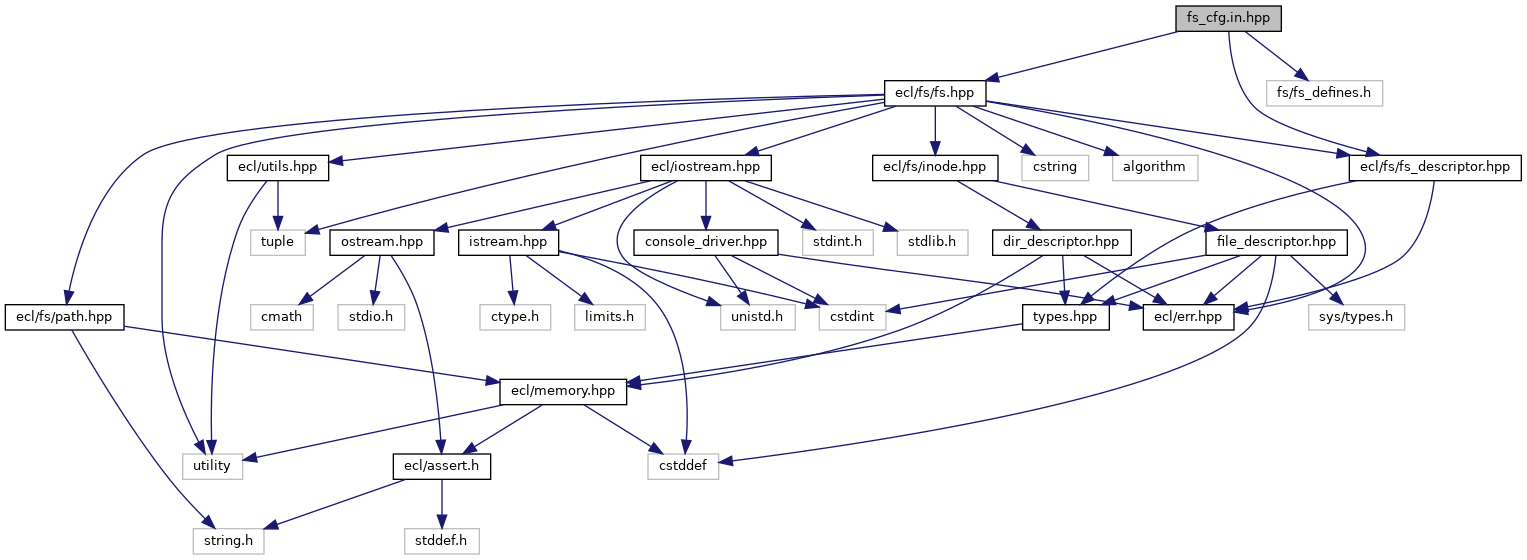 fs_cfg.in.hpp
ecl/fs/fs.hpp
fs/fs_defines.h
ecl/utils.hpp
ecl/iostream.hpp
ecl/fs/inode.hpp
cstring
algorithm
ecl/fs/fs_descriptor.hpp
tuple
ostream.hpp
istream.hpp
console_driver.hpp
stdint.h
stdlib.h
dir_descriptor.hpp
file_descriptor.hpp
ecl/fs/path.hpp
cmath
stdio.h
ctype.h
limits.h
unistd.h
cstdint
types.hpp
ecl/err.hpp
sys/types.h
ecl/memory.hpp
utility
ecl/assert.h
cstddef
string.h
stddef.h